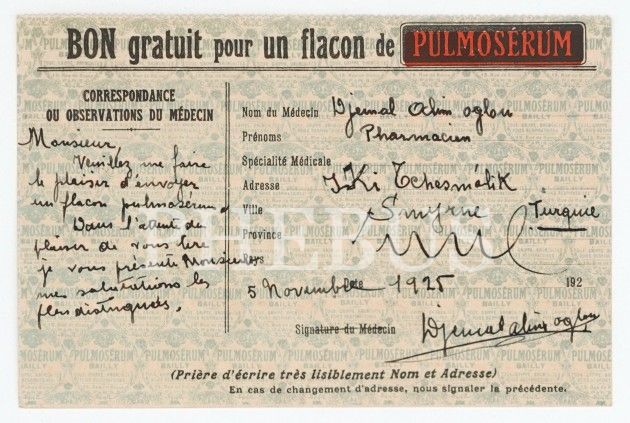 BON gratuit pour un flacon de PULMOSÉRUM
CORRESPONDANCE
OU OBSERVATIONS DU MÉDECIN
Monsieur,
Veuillez me faire
le plaisir d'envoyer
un flacon pulmosérum
Dans l'attent de
plaisir de vous lire
je vous présente Monsieur
mes salutations les
plus distingués.
Nom du Médecin Djemal Alim oglou
Prénoms Pharmacien
Spécialité Médicale
Adresse IKi Tchesmélik
Ville Smyrne Turquie
Province
5 Novembre 1925 192
Signature du Médecin Djemal alim oglou
(Prière d'écrire très lisiblement Nom et Adresse)
En cas de changement d'adresse, nous signaler la précédente.
PHEBUS